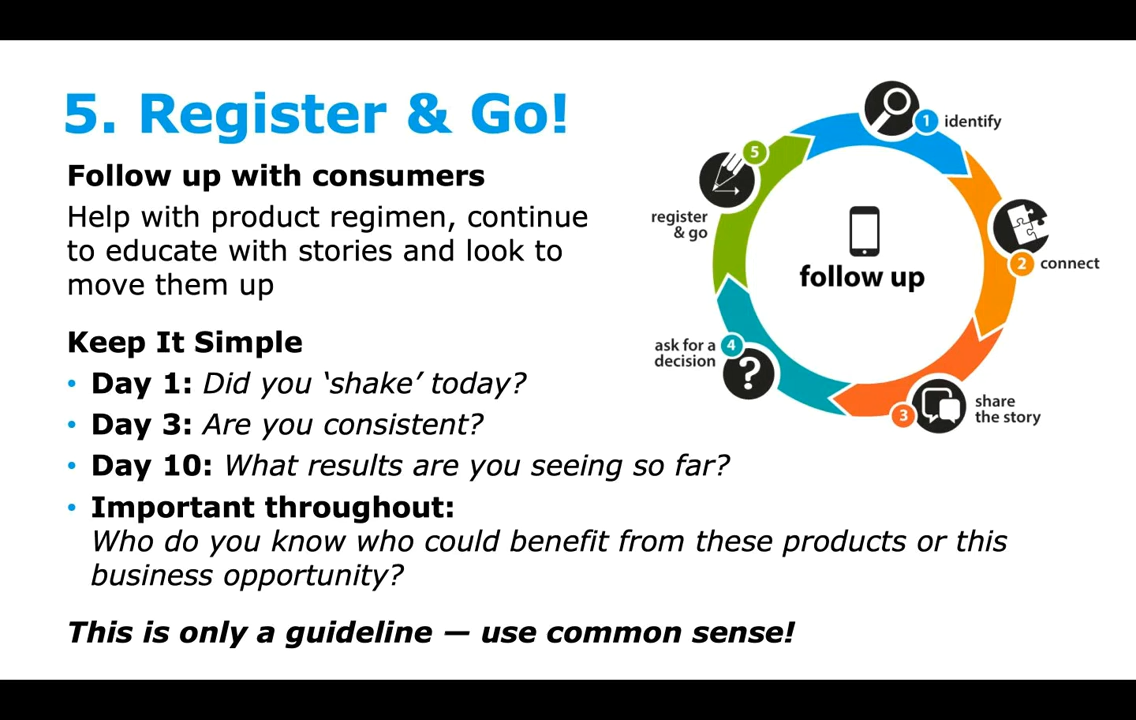 5. Register & Go!
Follow up with consumers
Help with product regimen, continue
to educate with stories and look to
move them up
Keep It Simple
• Day 1: Did you ‘shake’ today?
• Day 3: Are you consistent?
• Day 10: What results are you seeing so far?
• Important throughout:
Who do you know who could benefit from these products or this
business opportunity?
This is only a guideline — use common sense!
1 identify
2 connect
3 share
the story
ask for a
decision 4
5
register
& go
follow up